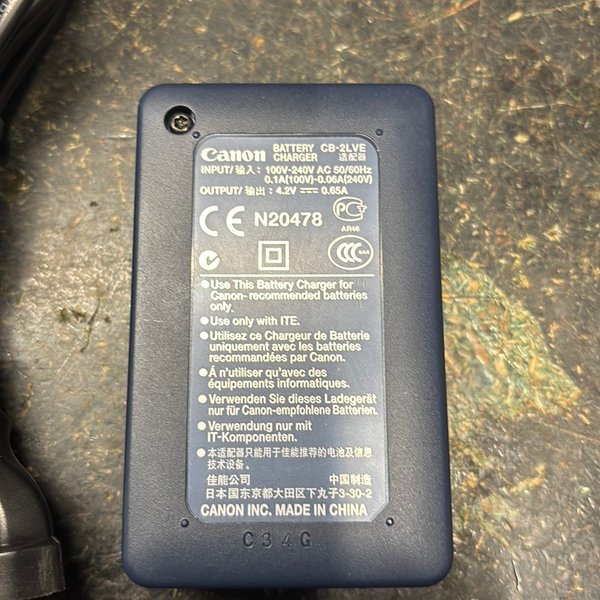 Canon BATTERY CHARGER CB-2LVE 适配器
INPUT/输入: 100V-240V AC 50/60Hz
0.1A(100V)-0.06A(240V)
OUTPUT/输出: 4.2V 0.65A
CE N20478 PC
AR46
CCC
●Use This Battery Charger for
Canon-recommended batteries
only.
●Use only with ITE.
●Utilisez ce Chargeur de Batterie
uniquement avec les batteries
recommandées par Canon.
●Á n'utiliser qu'avec des
équipements informatiques.
●Verwenden Sie dieses Ladegerät
nur für Canon-empfohlene Batterien.
●Verwendung nur mit
IT-Komponenten.
●本适配器只能用于佳能推荐的电池及信息
技术设备。
佳能公司 中国制造
日本国东京都大田区下丸子3-30-2
CANON INC. MADE IN CHINA
C34G